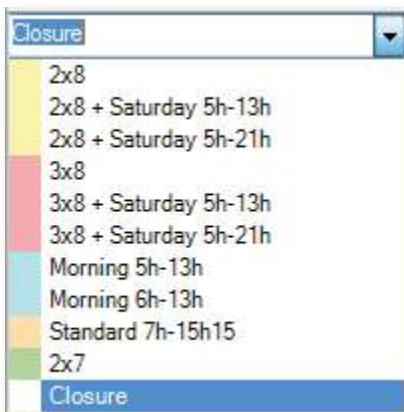 Closure
2x8
2x8 + Saturday 5h-13h
2x8 + Saturday 5h-21h
3x8
3x8 + Saturday 5h-13h
3x8 + Saturday 5h-21h
Morning 5h-13h
Morning 6h-13h
Standard 7h-15h15
2x7
Closure